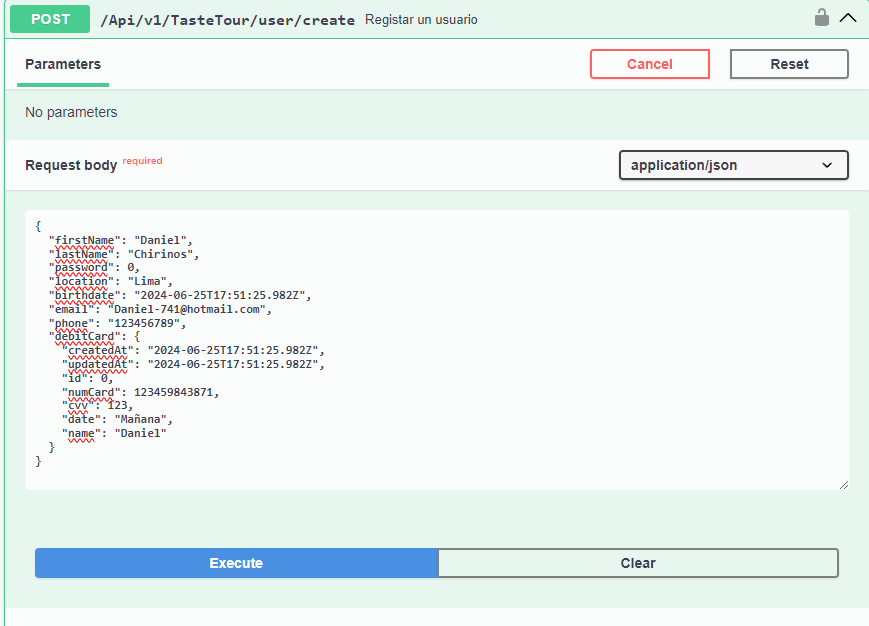 POST /Api/v1/TasteTour/user/create Registar un usuario
Parameters Cancel Reset
No parameters
Request body required application/json
{
  "firstName": "Daniel",
  "lastName": "Chirinos",
  "password": 0,
  "location": "Lima",
  "birthdate": "2024-06-25T17:51:25.982Z",
  "email": "Daniel-741@hotmail.com",
  "phone": "123456789",
  "debitCard": {
    "createdAt": "2024-06-25T17:51:25.982Z",
    "updatedAt": "2024-06-25T17:51:25.982Z",
    "id": 0,
    "numCard": 123459843871,
    "cvv": 123,
    "date": "Mañana",
    "name": "Daniel"
  }
}
Execute Clear